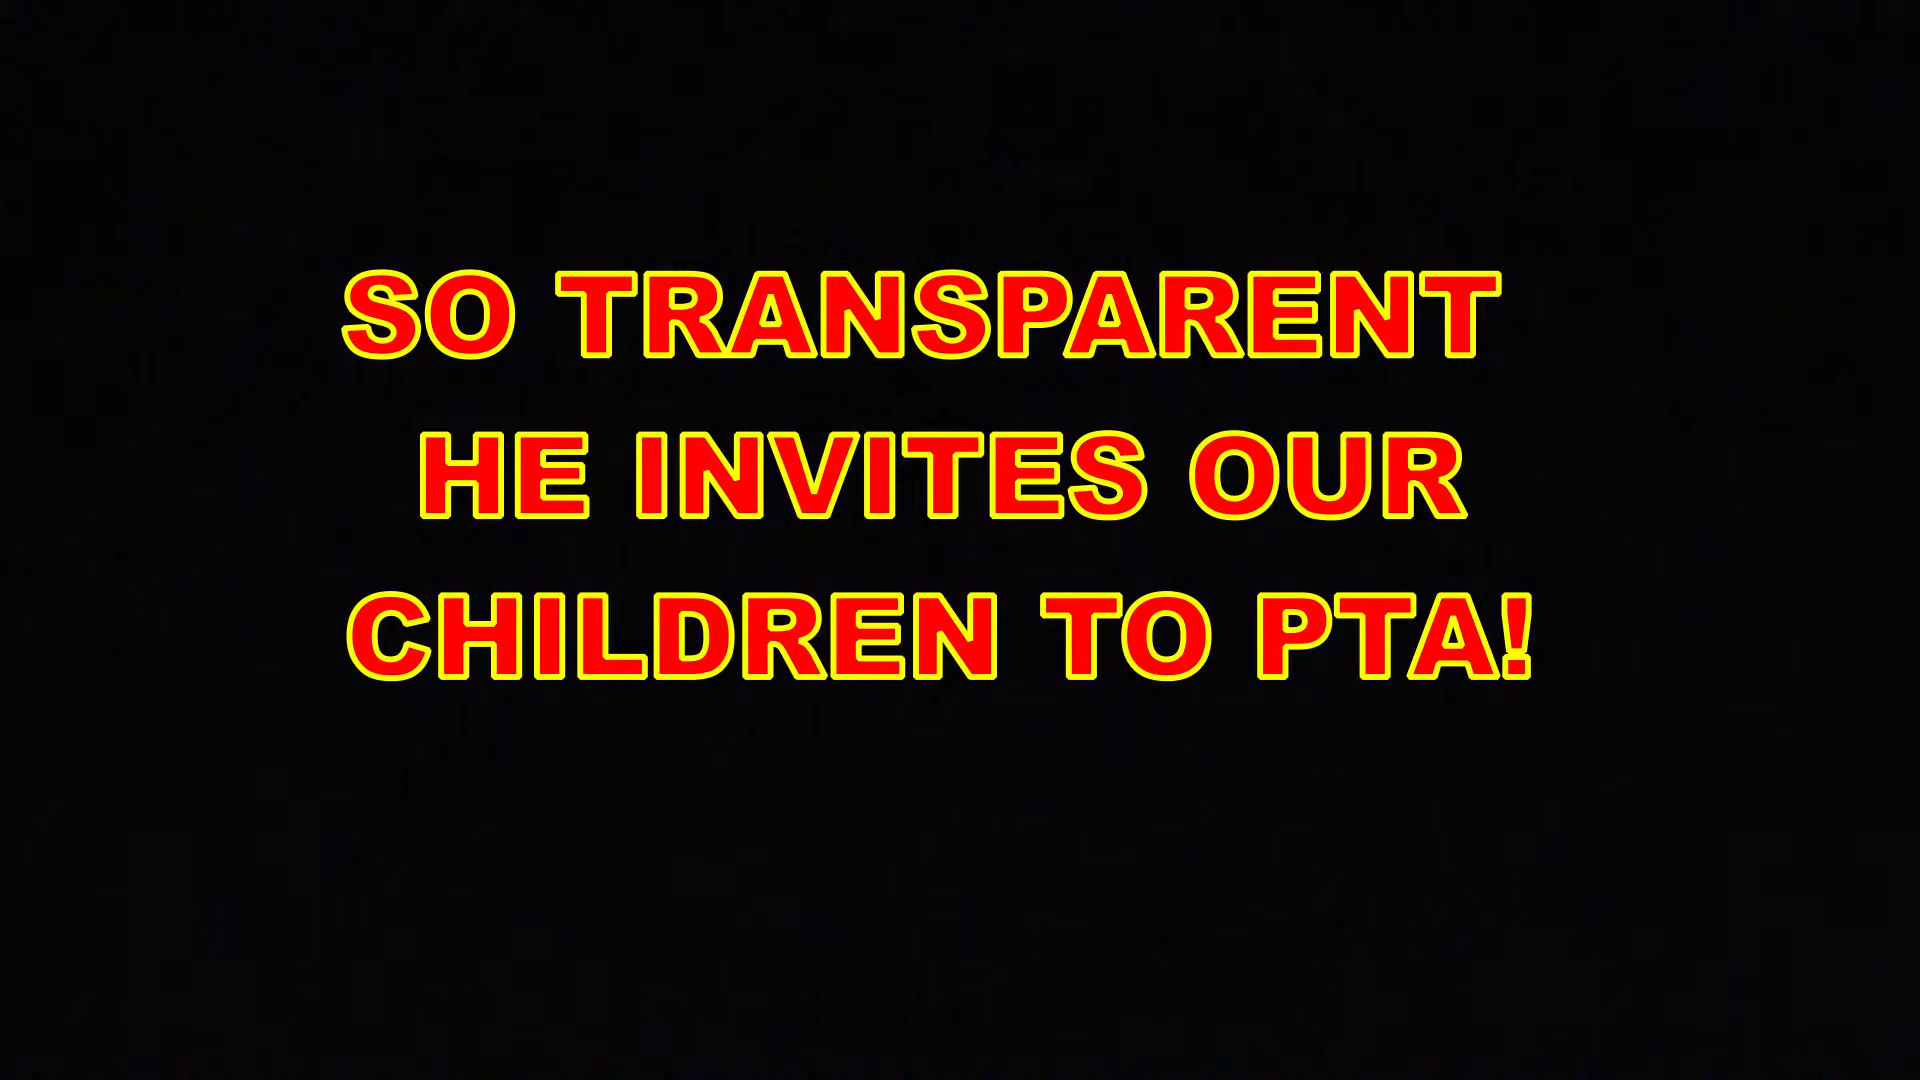 SO TRANSPARENT
HE INVITES OUR
CHILDREN TO PTA!